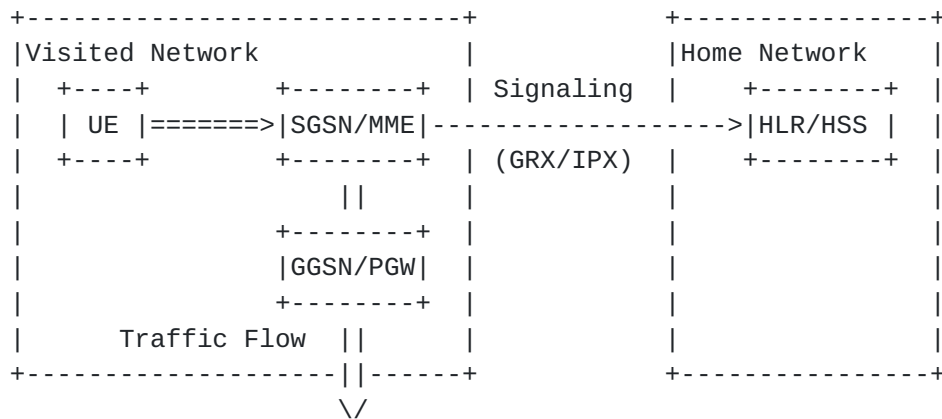 +-----------------------------+            +----------------+
|Visited Network              |            |Home Network    |
|  +----+        +--------+   | Signaling  |    +--------+  |
|  | UE |=======>|SGSN/MME|------------------->|HLR/HSS |  |
|  +----+        +--------+   | (GRX/IPX)  |    +--------+  |
|                    ||       |            |                |
|                +--------+   |            |                |
|                |GGSN/PGW|   |            |                |
|                +--------+   |            |                |
|       Traffic Flow  ||      |            |                |
+---------------------||------+            +----------------+
                      \/